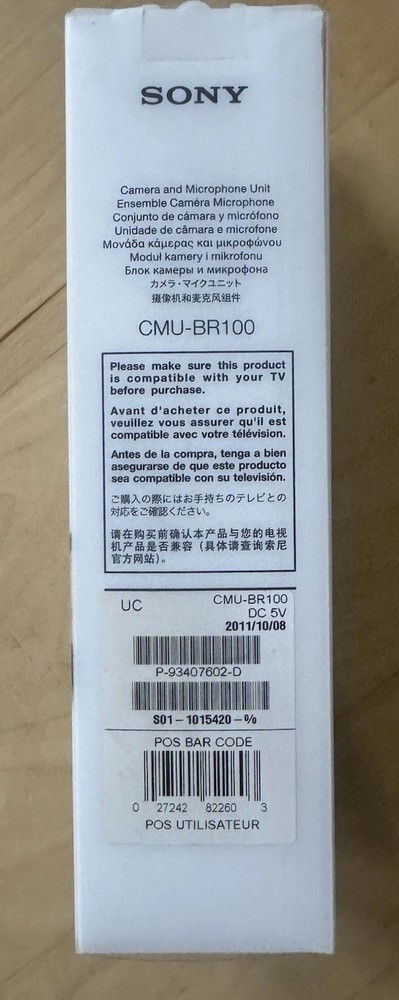 SONY
Camera and Microphone Unit
Ensemble Caméra Microphone
Conjunto de cámara y micrófono
Unidade de câmara e microfone
Μονάδα κάμερας και μικροφώνου
Moduł kamery i mikrofonu
Блок камеры и микрофона
カメラ・マイクユニット
摄像机和麦克风组件
CMU-BR100
Please make sure this product
is compatible with your TV
before purchase.
Avant d'acheter ce produit,
veuillez vous assurer qu'il est
compatible avec votre télévision.
Antes de la compra, tenga a bien
asegurarse de que este producto
sea compatible con su televisión.
ご購入の際にはお手持ちのテレビとの
対応をご確認ください。
请在购买前确认本产品与您的电视
机产品是否兼容（具体请查询索尼
官方网站）。
UC CMU-BR100
DC 5V
2011/10/08
P-93407602-D
S01-1015420-%
POS BAR CODE
0 27242 82260 3
POS UTILISATEUR